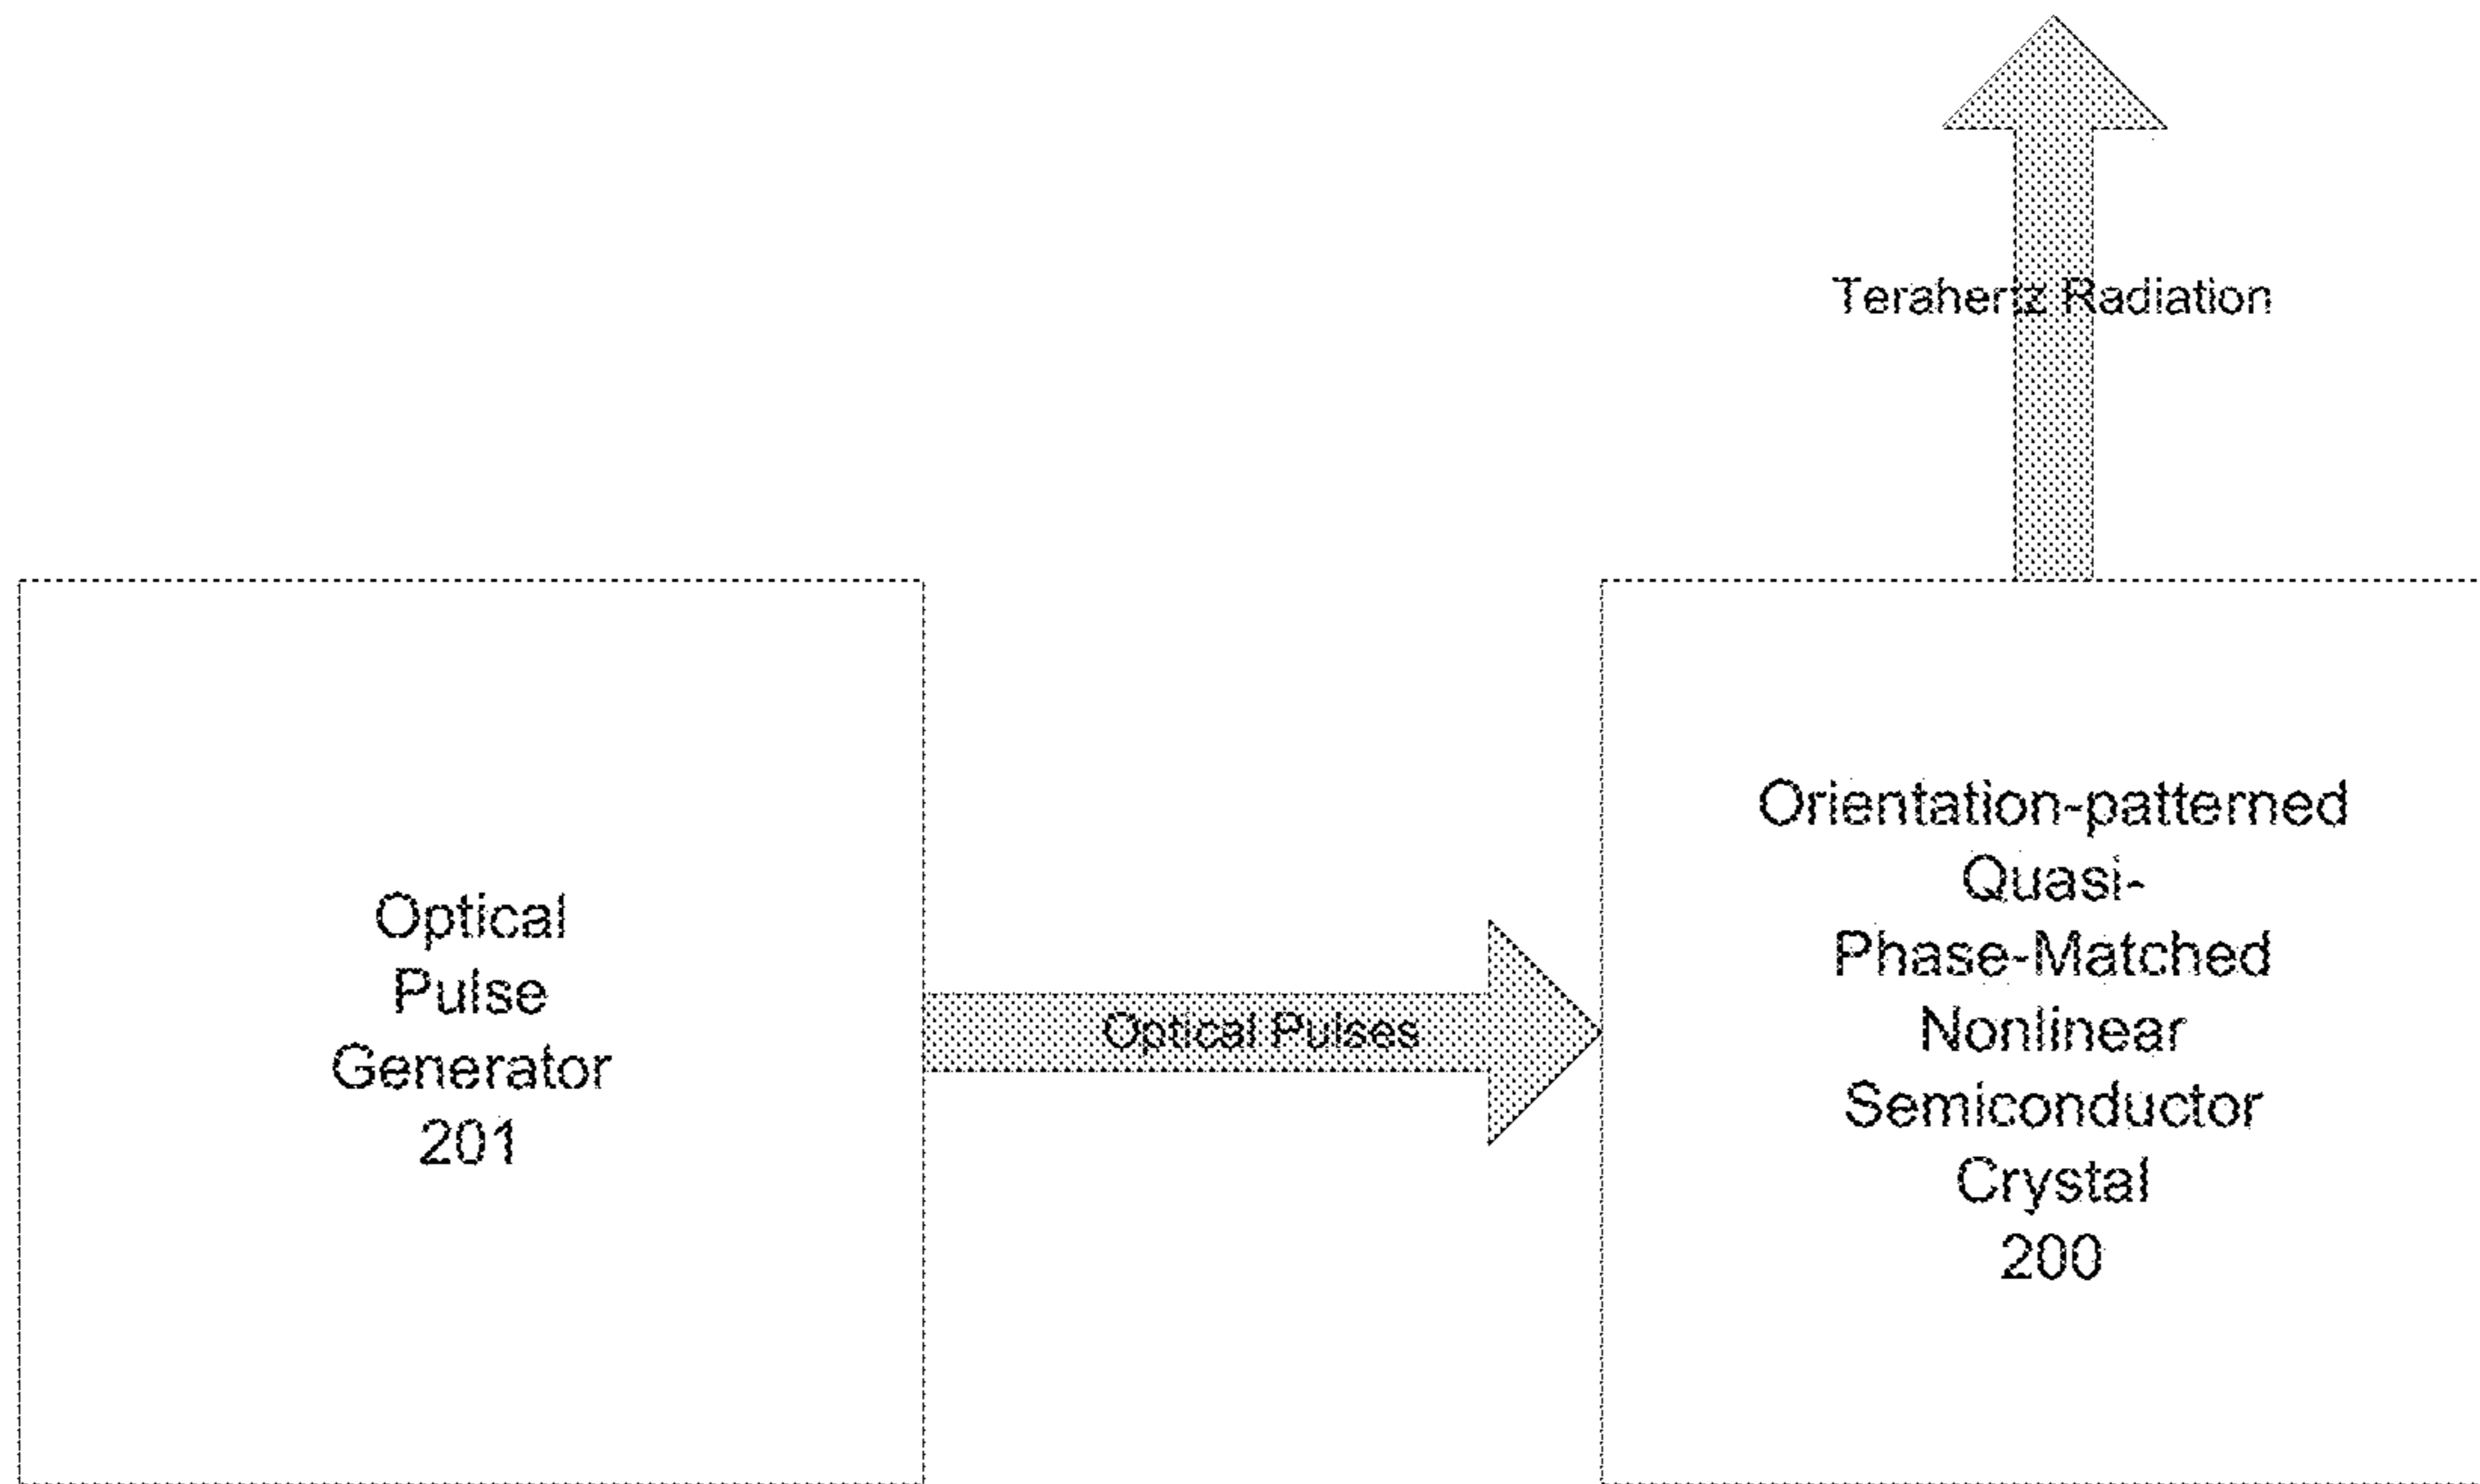 Terahertz Radiation
Optical
Pulse
Generator
201
Optical Pulses
Orientation-patterned
Quasi-
Phase-Matched
Nonlinear
Semiconductor
Crystal
200